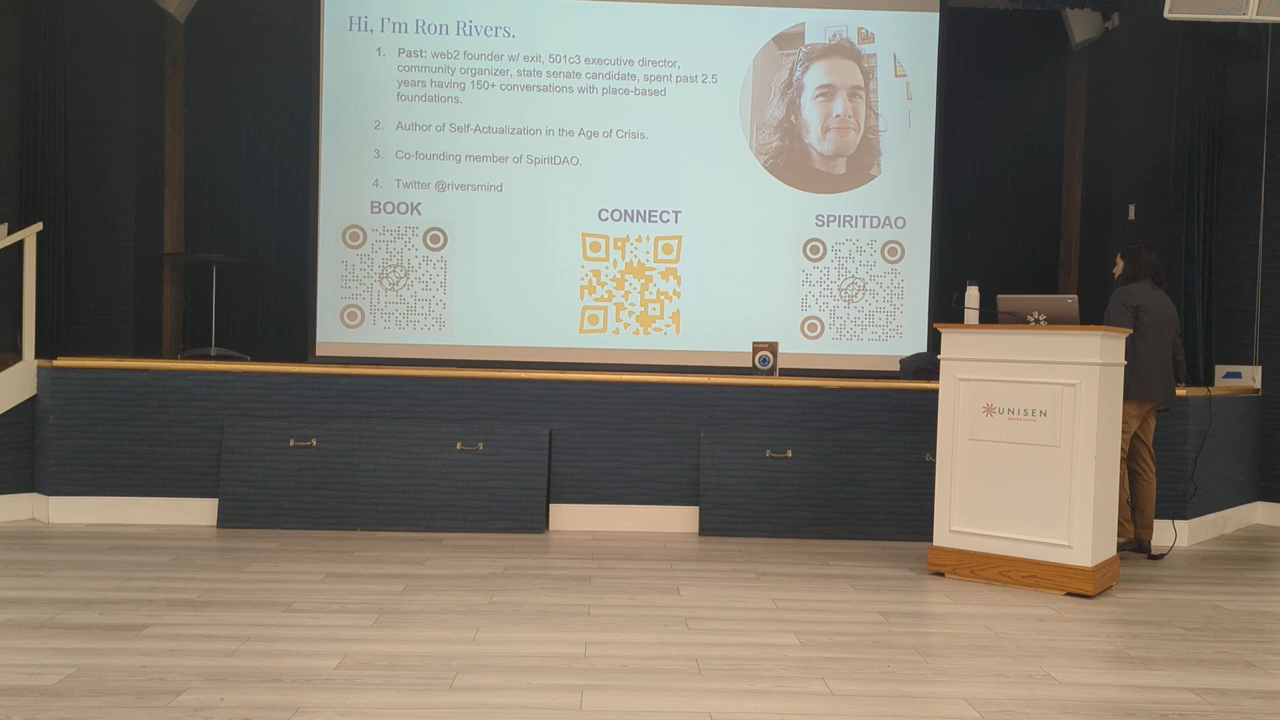 Hi, I'm Ron Rivers.
1. Past: web2 founder w/ exit, 501c3 executive director,
community organizer, state senate candidate, spent past 2.5
years having 150+ conversations with place-based
foundations.
2. Author of Self-Actualization in the Age of Crisis.
3. Co-founding member of SpiritDAO.
4. Twitter @riversmind
BOOK
CONNECT
SPIRITDAO
UNISEN
SENIOR LIVING